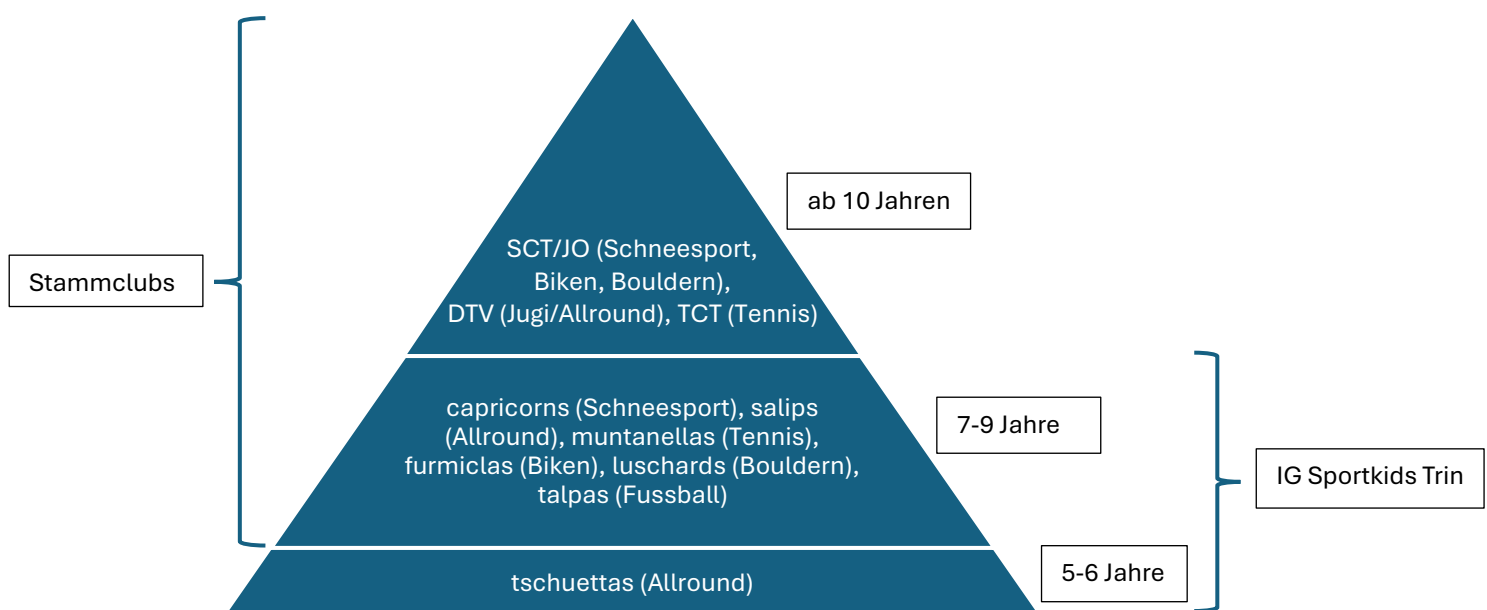 ab 10 Jahren
SCT/JO (Schneesport,
Biken, Bouldern),
DTV (Jugi/Allround), TCT (Tennis)
Stammclubs
capricorns (Schneesport), salips
(Allround), muntanellas (Tennis),
furmiclas (Biken), luschards (Bouldern),
talpas (Fussball)
7-9 Jahre
IG Sportkids Trin
tschuettas (Allround)
5-6 Jahre